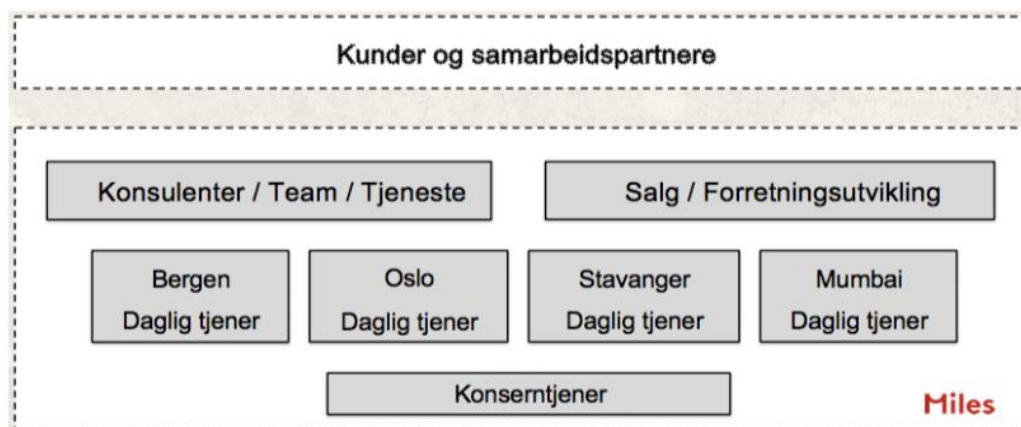 Kunder og samarbeidspartnere
Konsulenter / Team / Tjeneste
Salg / Forretningsutvikling
Bergen
Daglig tjener
Oslo
Daglig tjener
Stavanger
Daglig tjener
Mumbai
Daglig tjener
Konserntjener
Miles